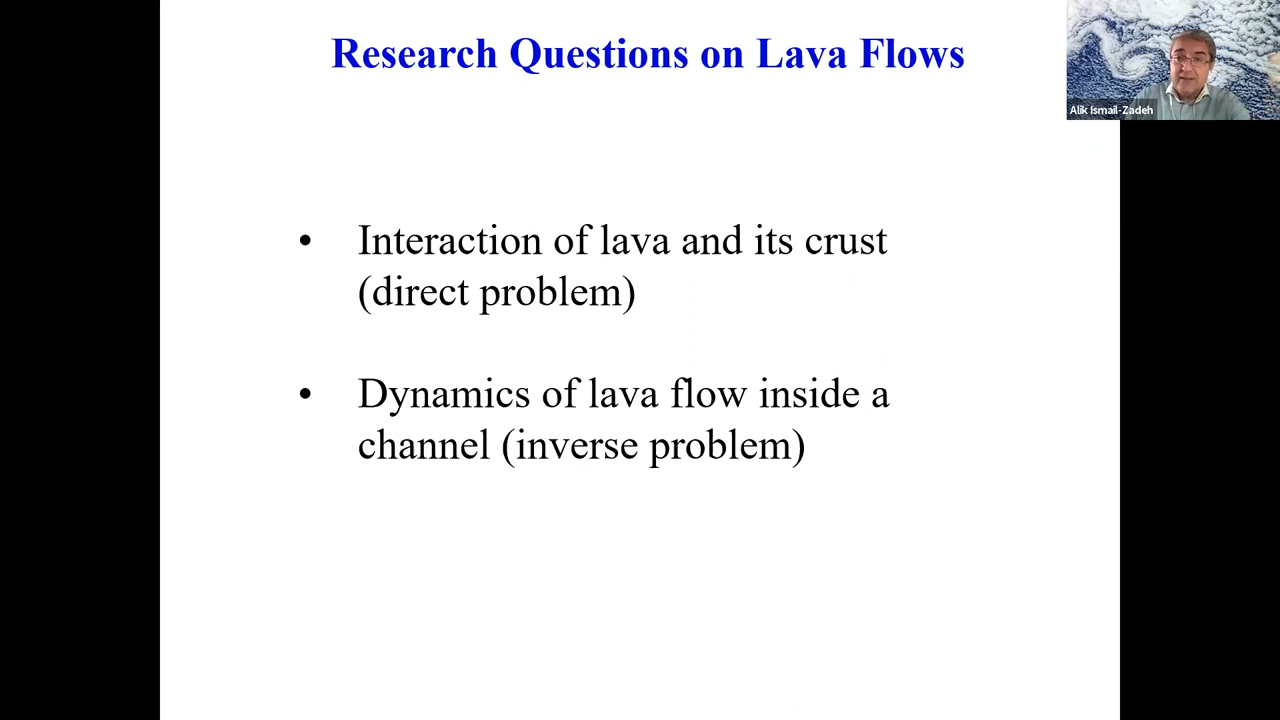 Research Questions on Lava Flows
Alik Ismail-Zadeh
• Interaction of lava and its crust
(direct problem)
• Dynamics of lava flow inside a
channel (inverse problem)